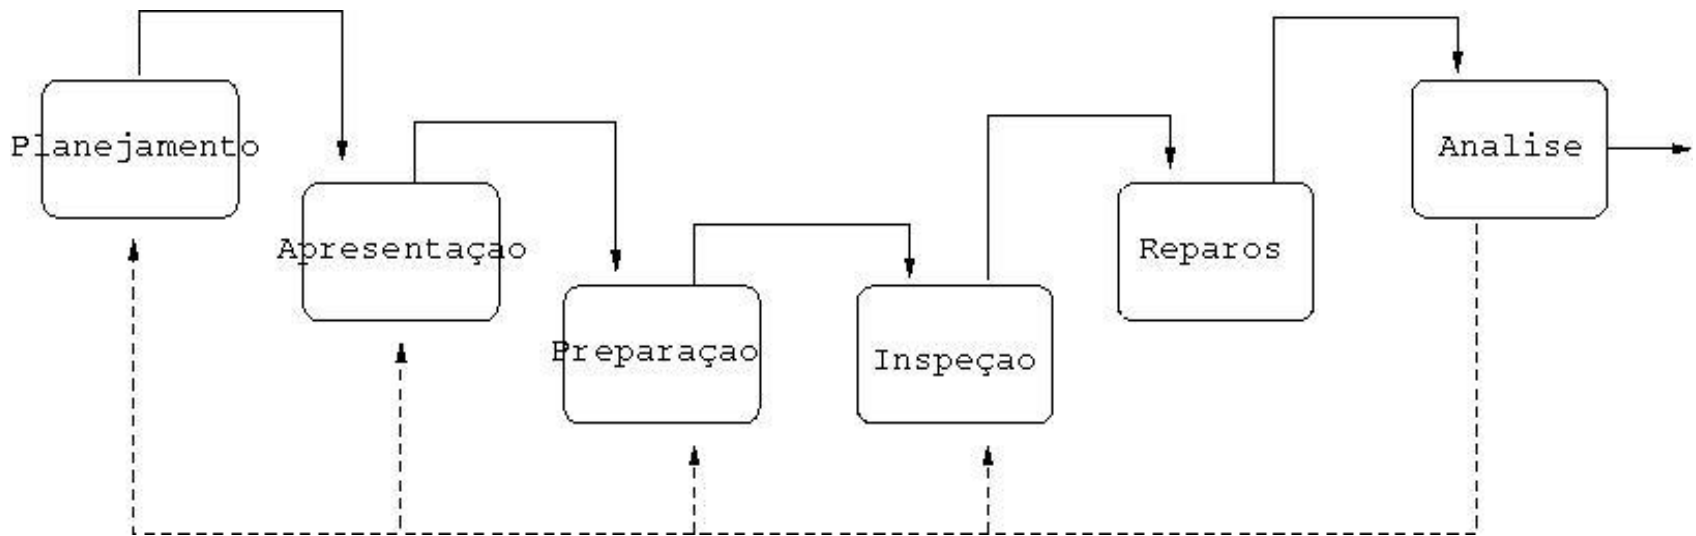 Planejamento
Apresentaçao
Preparaçao
Inspeçao
Reparos
Analise